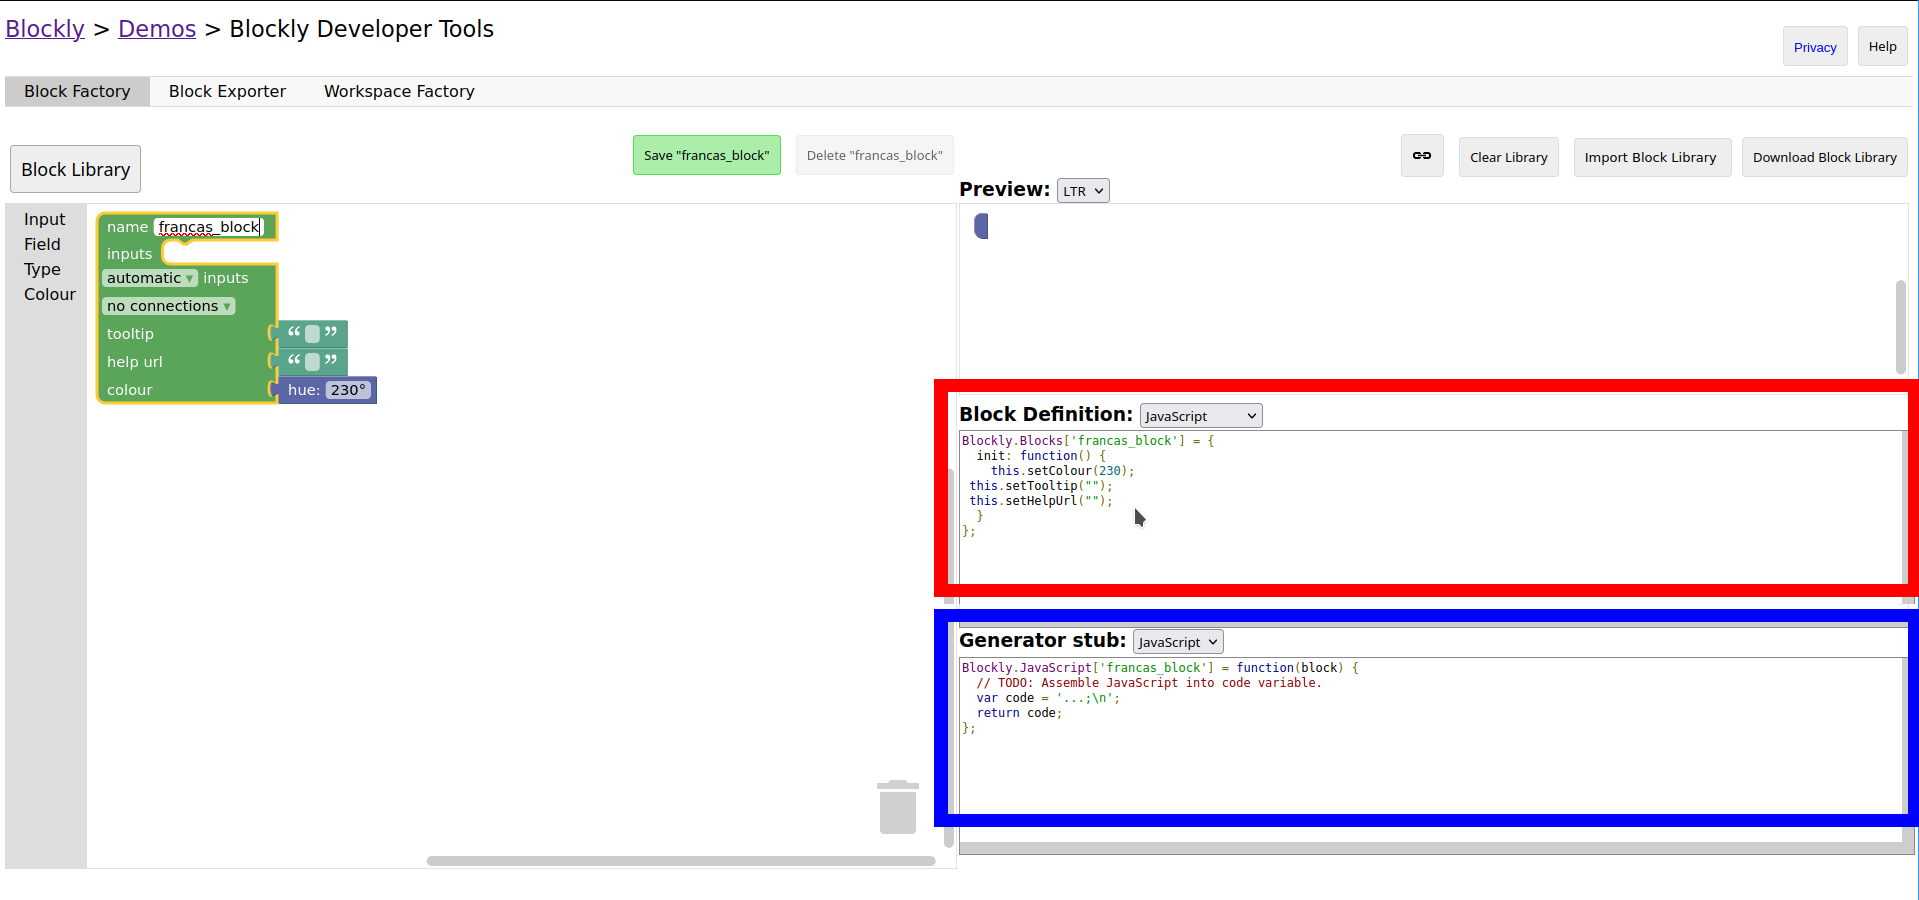 Blockly > Demos > Blockly Developer Tools
Privacy
Help
Block Factory
Block Exporter
Workspace Factory
Block Library
Save "francas_block"
Delete "francas_block"
Clear Library
Import Block Library
Download Block Library
Input
Field
Type
Colour
name francas_block
inputs
automatic ▾ inputs
no connections ▾
tooltip “ ”
help url “ ”
colour hue: 230°
Preview: LTR
Block Definition: JavaScript
Blockly.Blocks['francas_block'] = {
  init: function() {
    this.setColour(230);
 this.setTooltip("");
 this.setHelpUrl("");
  }
};
Generator stub: JavaScript
Blockly.JavaScript['francas_block'] = function(block) {
  // TODO: Assemble JavaScript into code variable.
  var code = '...;\n';
  return code;
};